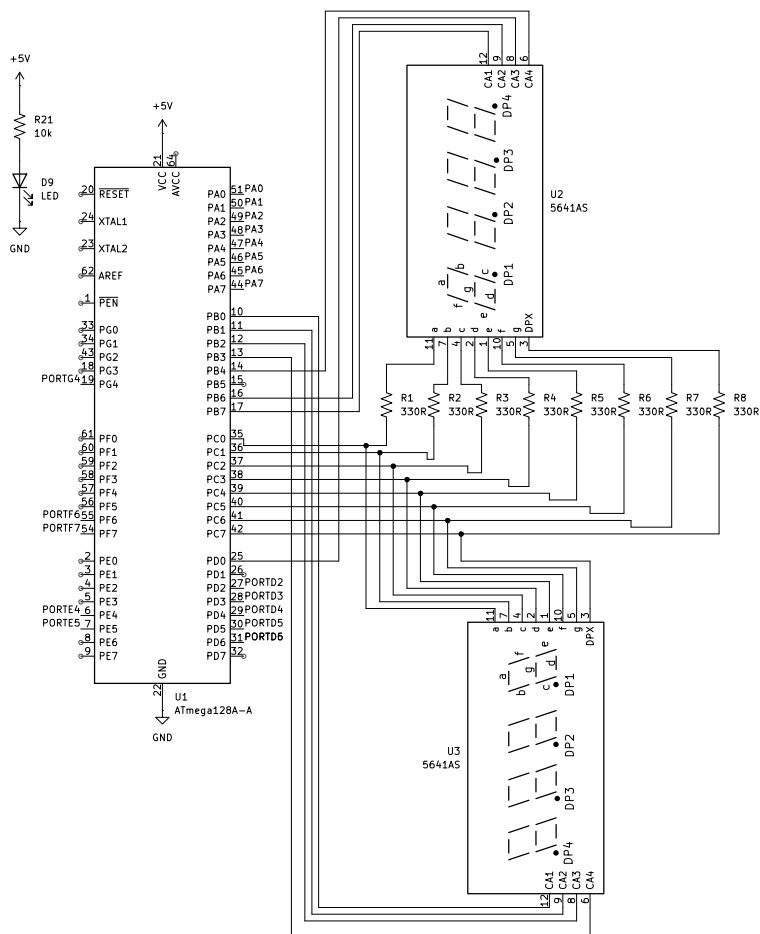 +5V
R21
10k
D9
LED
GND
+5V
21
64
VCC
AVCC
20
RESET
24
XTAL1
23
XTAL2
62
AREF
1
PEN
33
PG0
34
PG1
43
PG2
18
PG3
PORTG4
19
PG4
61
PF0
60
PF1
59
PF2
58
PF3
57
PF4
56
PF5
PORTF6
55
PF6
PORTF7
54
PF7
2
PE0
3
PE1
4
PE2
5
PE3
PORTE4
6
PE4
PORTE5
7
PE5
8
PE6
9
PE7
PA0
51
PA0
PA1
50
PA1
PA2
49
PA2
PA3
48
PA3
PA4
47
PA4
PA5
46
PA5
PA6
45
PA6
PA7
44
PA7
PB0
10
PB1
11
PB2
12
PB3
13
PB4
14
PB5
15
PB6
16
PB7
17
PC0
35
PC1
36
PC2
37
PC3
38
PC4
39
PC5
40
PC6
41
PC7
42
PD0
25
PD1
26
PD2
27
PORTD2
PD3
28
PORTD3
PD4
29
PORTD4
PD5
30
PORTD5
PD6
31
PORTD6
PD7
32
GND
22
GND
U1
ATmega128A-A
12
9
8
6
CA1
CA2
CA3
CA4
DP4
DP3
DP2
DP1
a
b
c
d
e
f
g
U2
5641AS
a
b
c
d
e
f
g
DPX
11
7
4
2
1
10
5
3
R1
330R
R2
330R
R3
330R
R4
330R
R5
330R
R6
330R
R7
330R
R8
330R
11
7
4
2
1
10
5
3
a
b
c
d
e
f
g
DPX
a
b
c
d
e
f
g
DP1
DP2
DP3
DP4
U3
5641AS
CA1
CA2
CA3
CA4
12
9
8
6